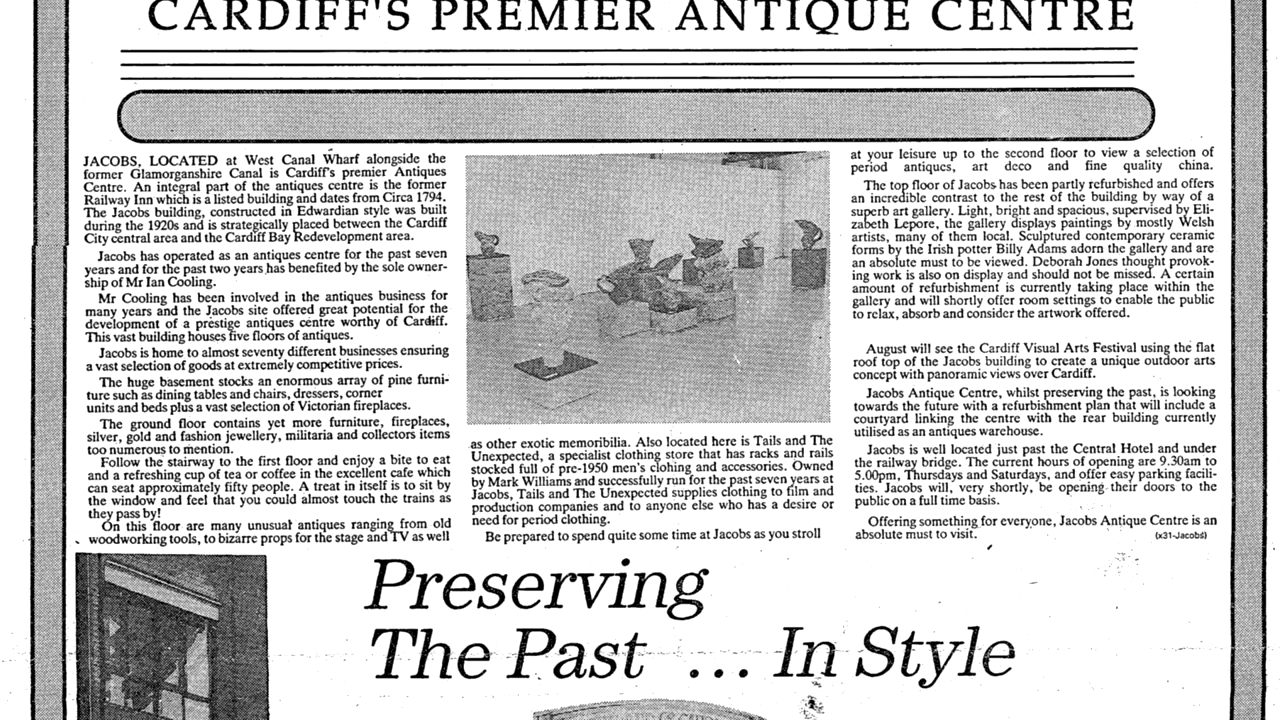 CARDIFF'S PREMIER ANTIQUE CENTRE
JACOBS, LOCATED at West Canal Wharf alongside the
former Glamorganshire Canal is Cardiff's premier Antiques
Centre. An integral part of the antiques centre is the former
Railway Inn which is a listed building and dates from Circa 1794.
The Jacobs building, constructed in Edwardian style was built
during the 1920s and is strategically placed between the Cardiff
City central area and the Cardiff Bay Redevelopment area.
Jacobs has operated as an antiques centre for the past seven
years and for the past two years has benefited by the sole owner-
ship of Mr Ian Cooling.
Mr Cooling has been involved in the antiques business for
many years and the Jacobs site offered great potential for the
development of a prestige antiques centre worthy of Cardiff.
This vast building houses five floors of antiques.
Jacobs is home to almost seventy different businesses ensuring
a vast selection of goods at extremely competitive prices.
The huge basement stocks an enormous array of pine furni-
ture such as dining tables and chairs, dressers, corner
units and beds plus a vast selection of Victorian fireplaces.
The ground floor contains yet more furniture, fireplaces,
silver, gold and fashion jewellery, militaria and collectors items
too numerous to mention.
Follow the stairway to the first floor and enjoy a bite to eat
and a refreshing cup of tea or coffee in the excellent cafe which
can seat approximately fifty people. A treat in itself is to sit by
the window and feel that you could almost touch the trains as
they pass by!
On this floor are many unusual antiques ranging from old
woodworking tools, to bizarre props for the stage and TV as well
as other exotic memoribilia. Also located here is Tails and The
Unexpected, a specialist clothing store that has racks and rails
stocked full of pre-1950 men's clohing and accessories. Owned
by Mark Williams and successfully run for the past seven years at
Jacobs, Tails and The Unexpected supplies clothing to film and
production companies and to anyone else who has a desire or
need for period clothing.
Be prepared to spend quite some time at Jacobs as you stroll
at your leisure up to the second floor to view a selection of
period antiques, art deco and fine quality china.
The top floor of Jacobs has been partly refurbished and offers
an incredible contrast to the rest of the building by way of a
superb art gallery. Light, bright and spacious, supervised by Eli-
zabeth Lepore, the gallery displays paintings by mostly Welsh
artists, many of them local. Sculptured contemporary ceramic
forms by the Irish potter Billy Adams adorn the gallery and are
an absolute must to be viewed. Deborah Jones thought provok-
ing work is also on display and should not be missed. A certain
amount of refurbishment is currently taking place within the
gallery and will shortly offer room settings to enable the public
to relax, absorb and consider the artwork offered.
August will see the Cardiff Visual Arts Festival using the flat
roof top of the Jacobs building to create a unique outdoor arts
concept with panoramic views over Cardiff.
Jacobs Antique Centre, whilst preserving the past, is looking
towards the future with a refurbishment plan that will include a
courtyard linking the centre with the rear building currently
utilised as an antiques warehouse.
Jacobs is well located just past the Central Hotel and under
the railway bridge. The current hours of opening are 9.30am to
5.00pm, Thursdays and Saturdays, and offer easy parking facili-
ties. Jacobs will, very shortly, be opening their doors to the
public on a full time basis.
Offering something for everyone, Jacobs Antique Centre is an
absolute must to visit. (x31-Jacobs)
Preserving
The Past ... In Style